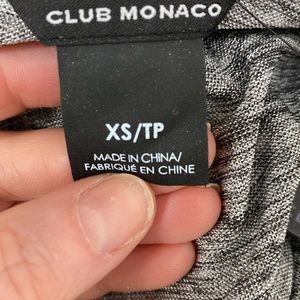 CLUB MONACO
XS/TP
MADE IN CHINA/
FABRIQUÉ EN CHINE